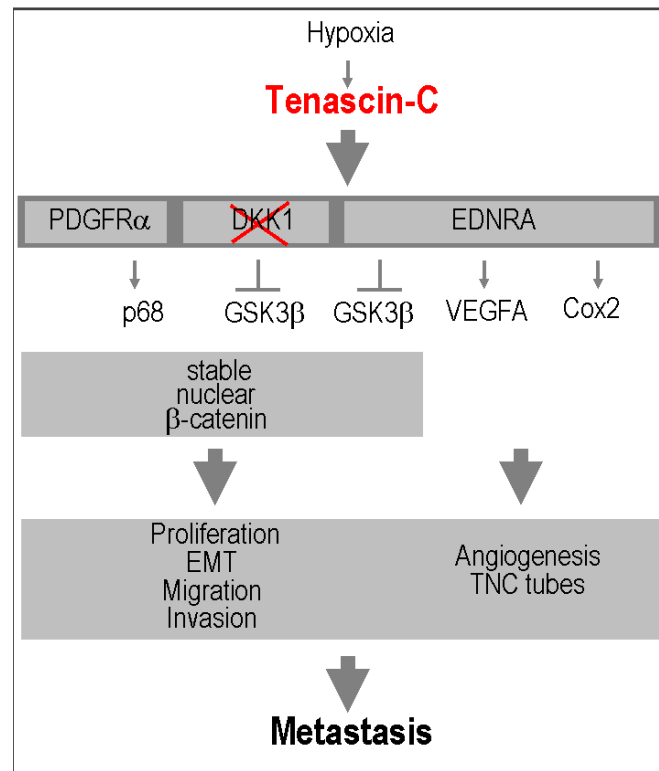 Hypoxia
Tenascin-C
PDGFRα DKK1 EDNRA
p68 GSK3β GSK3β VEGFA Cox2
stable
nuclear
β-catenin
Proliferation
EMT
Migration
Invasion
Angiogenesis
TNC tubes
Metastasis